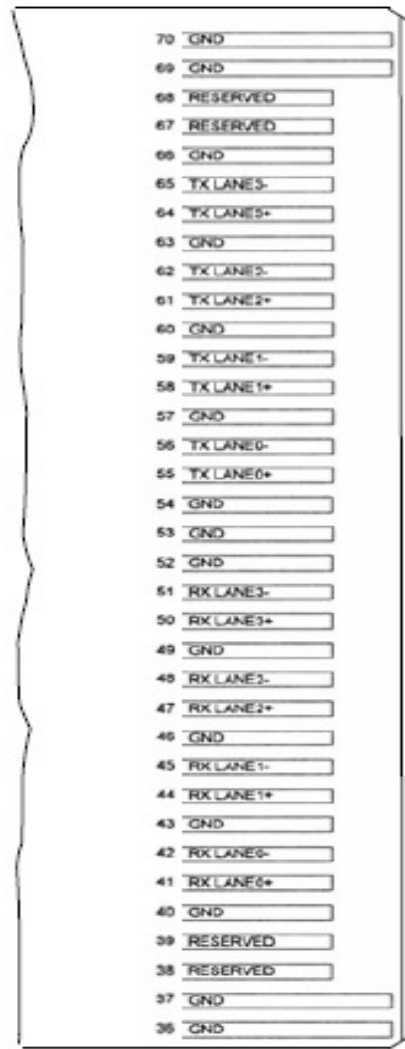 70 GND
69 GND
68 RESERVED
67 RESERVED
66 GND
65 TX LANE3-
64 TX LANE3+
63 GND
62 TX LANE2-
61 TX LANE2+
60 GND
59 TX LANE1-
58 TX LANE1+
57 GND
56 TX LANE0-
55 TX LANE0+
54 GND
53 GND
52 GND
51 RX LANE3-
50 RX LANE3+
49 GND
48 RX LANE2-
47 RX LANE2+
46 GND
45 RX LANE1-
44 RX LANE1+
43 GND
42 RX LANE0-
41 RX LANE0+
40 GND
39 RESERVED
38 RESERVED
37 GND
36 GND